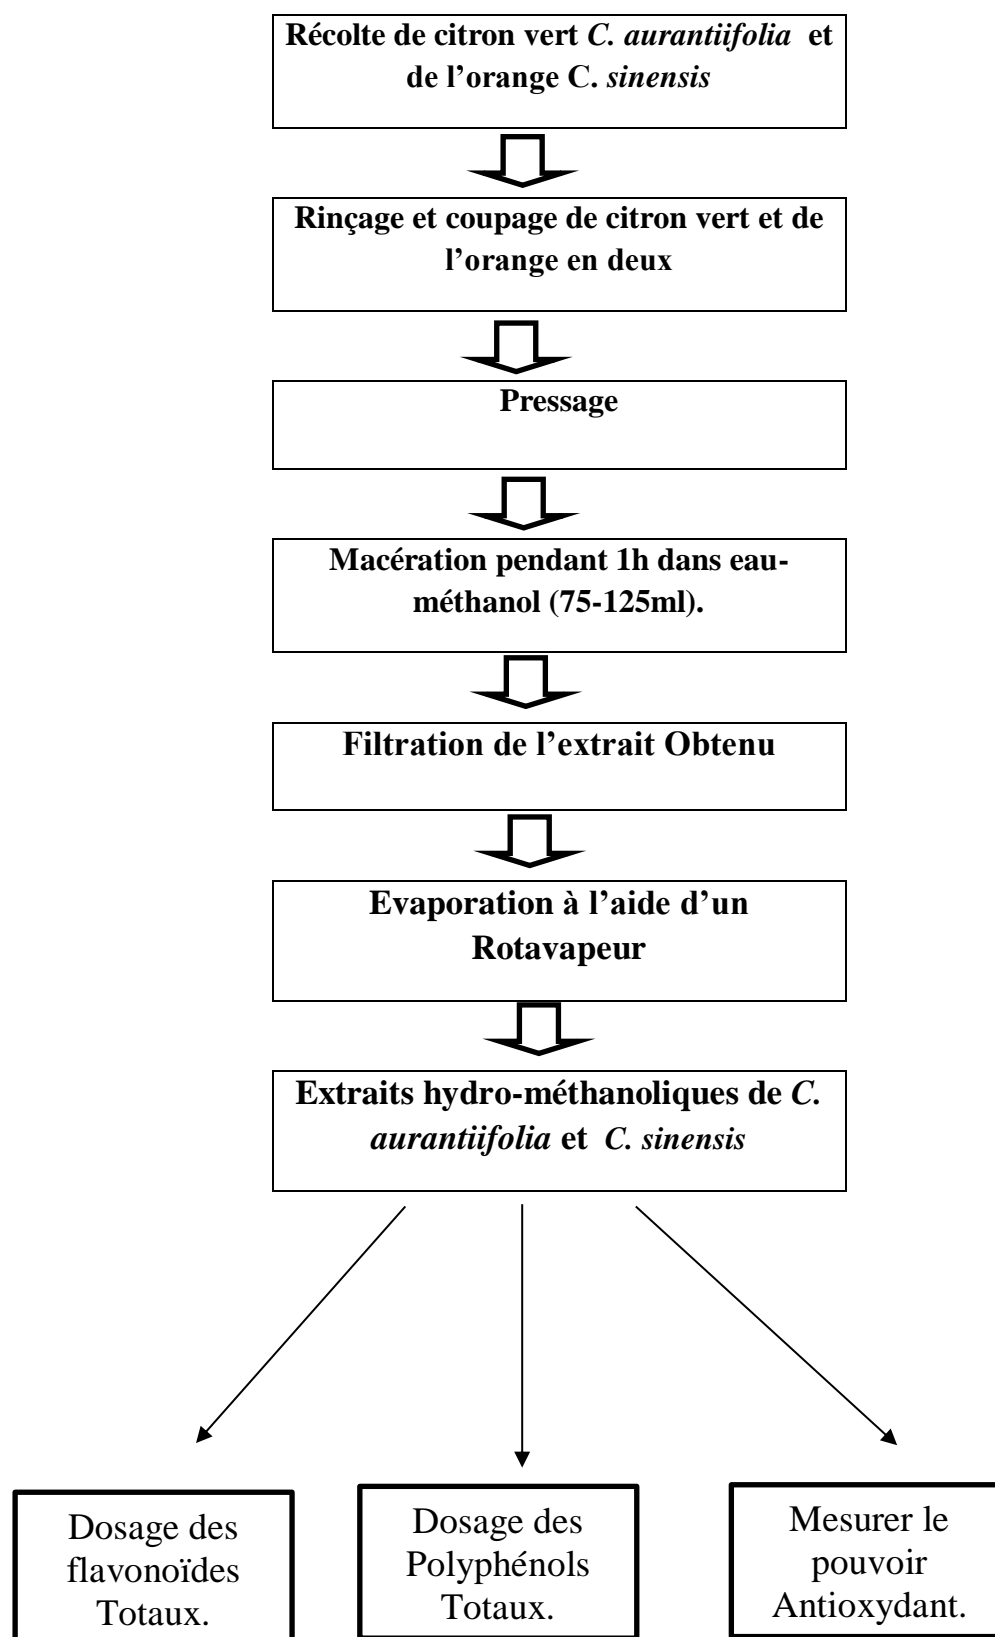 Récolte de citron vert C. aurantiifolia et
de l’orange C. sinensis
Rinçage et coupage de citron vert et de
l’orange en deux
Pressage
Macération pendant 1h dans eau-
méthanol (75-125ml).
Filtration de l’extrait Obtenu
Evaporation à l’aide d’un
Rotavapeur
Extraits hydro-méthanoliques de C.
aurantiifolia et C. sinensis
Dosage des
flavonoïdes
Totaux.
Dosage des
Polyphénols
Totaux.
Mesurer le
pouvoir
Antioxydant.